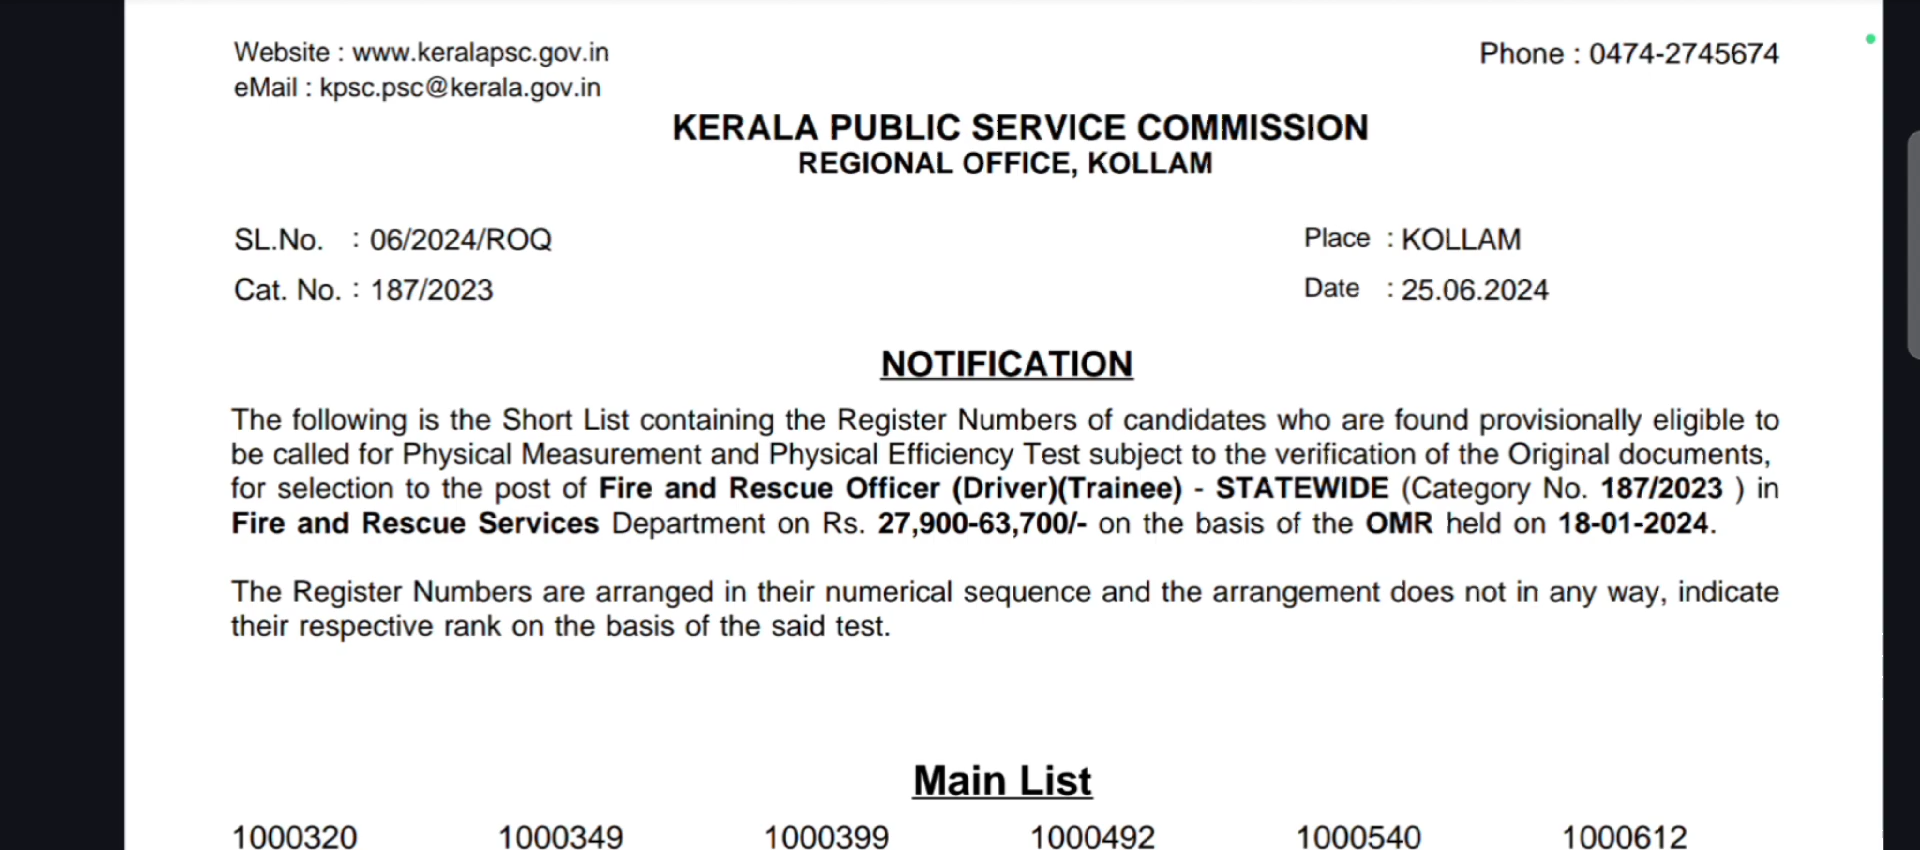 Website : www.keralapsc.gov.in Phone : 0474-2745674
eMail : kpsc.psc@kerala.gov.in
KERALA PUBLIC SERVICE COMMISSION
REGIONAL OFFICE, KOLLAM
SL.No. : 06/2024/ROQ Place : KOLLAM
Cat. No. : 187/2023 Date : 25.06.2024
NOTIFICATION
The following is the Short List containing the Register Numbers of candidates who are found provisionally eligible to
be called for Physical Measurement and Physical Efficiency Test subject to the verification of the Original documents,
for selection to the post of Fire and Rescue Officer (Driver)(Trainee) - STATEWIDE (Category No. 187/2023 ) in
Fire and Rescue Services Department on Rs. 27,900-63,700/- on the basis of the OMR held on 18-01-2024.
The Register Numbers are arranged in their numerical sequence and the arrangement does not in any way, indicate
their respective rank on the basis of the said test.
Main List
1000320 1000349 1000399 1000492 1000540 1000612